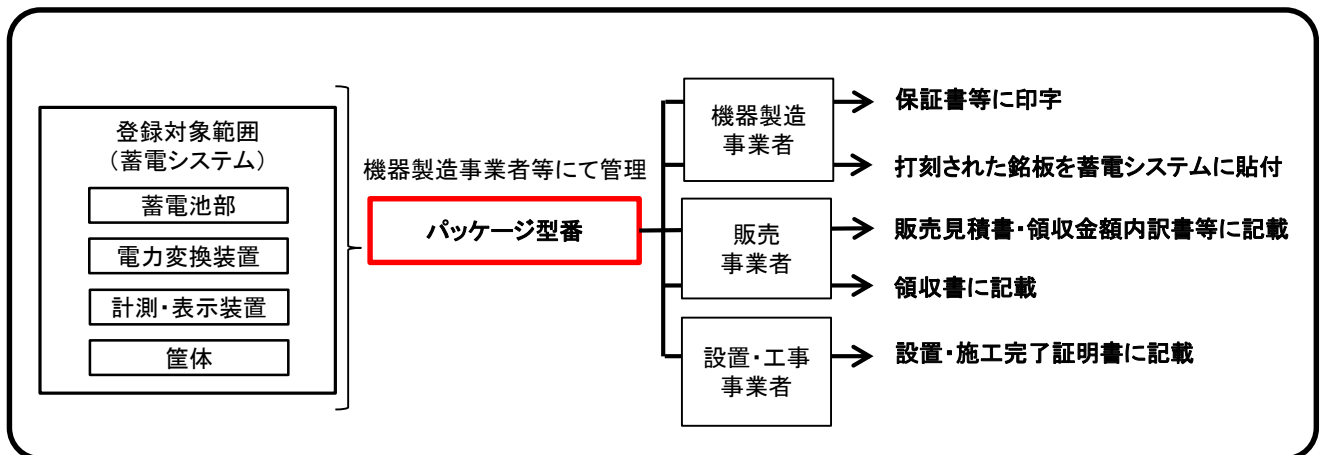 登録対象範囲
（蓄電システム）
蓄電池部
電力変換装置
計測・表示装置
筐体
機器製造事業者等にて管理
パッケージ型番
機器製造
事業者
保証書等に印字
打刻された銘板を蓄電システムに貼付
販売
事業者
販売見積書・領収金額内訳書等に記載
領収書に記載
設置・工事
事業者
設置・施工完了証明書に記載